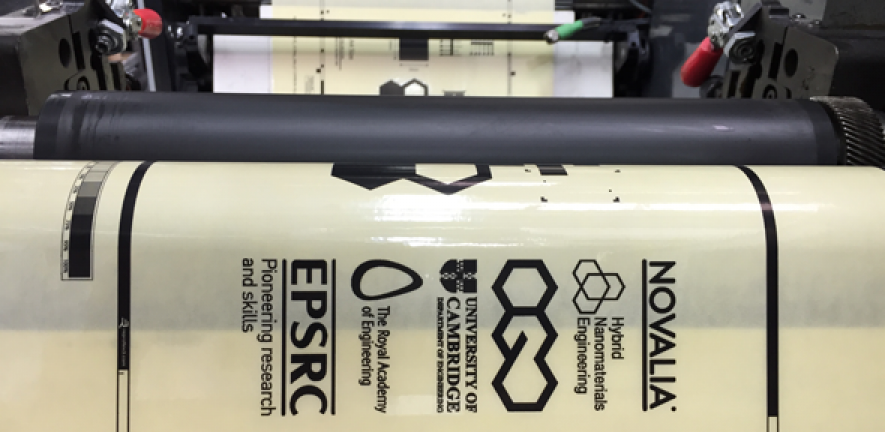 NOVALIA
Hybrid
Nanomaterials
Engineering
UNIVERSITY OF
CAMBRIDGE
DEPARTMENT OF ENGINEERING
The Royal Academy
of Engineering
EPSRC
Pioneering research
and skills